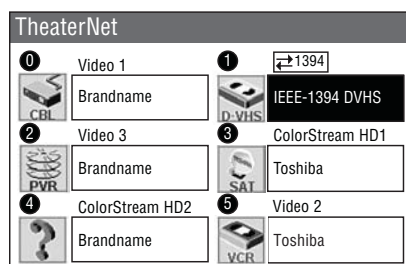 TheaterNet
0 Video 1 1 1394
CBL Brandname D-VHS IEEE-1394 DVHS
2 Video 3 3 ColorStream HD1
PVR Brandname SAT Toshiba
4 ColorStream HD2 5 Video 2
? Brandname VCR Toshiba